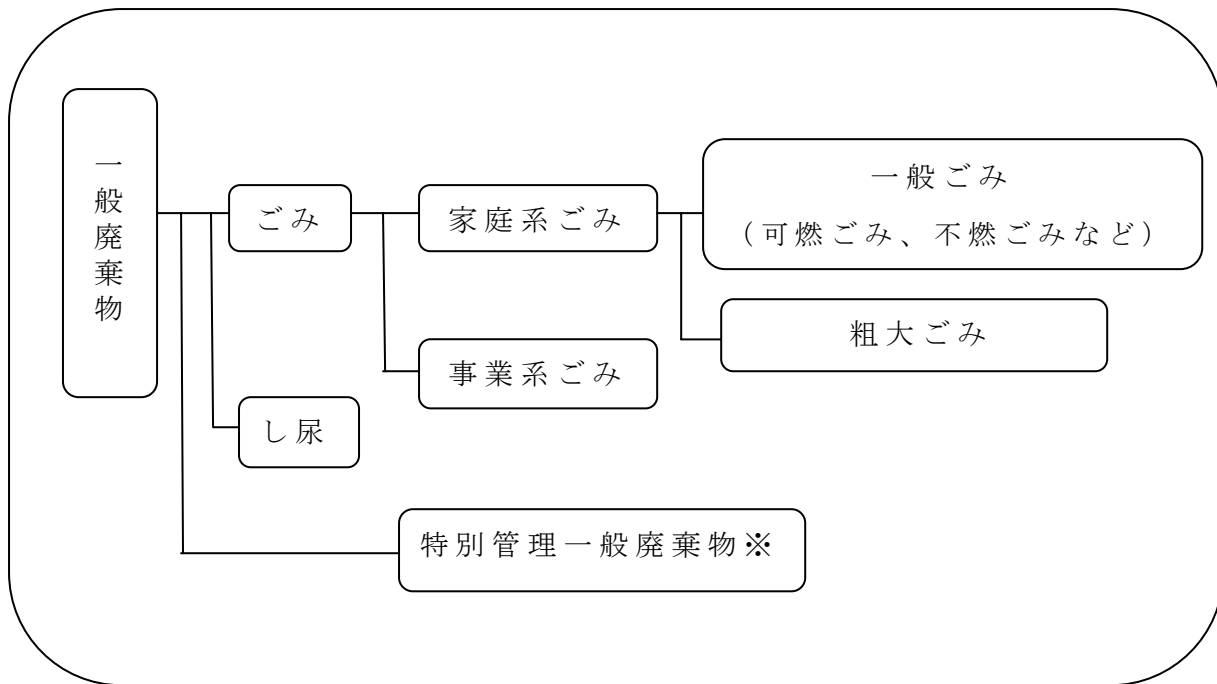 一般廃棄物
ごみ
家庭系ごみ
一般ごみ
(可燃ごみ、不燃ごみなど)
粗大ごみ
事業系ごみ
し尿
特別管理一般廃棄物※